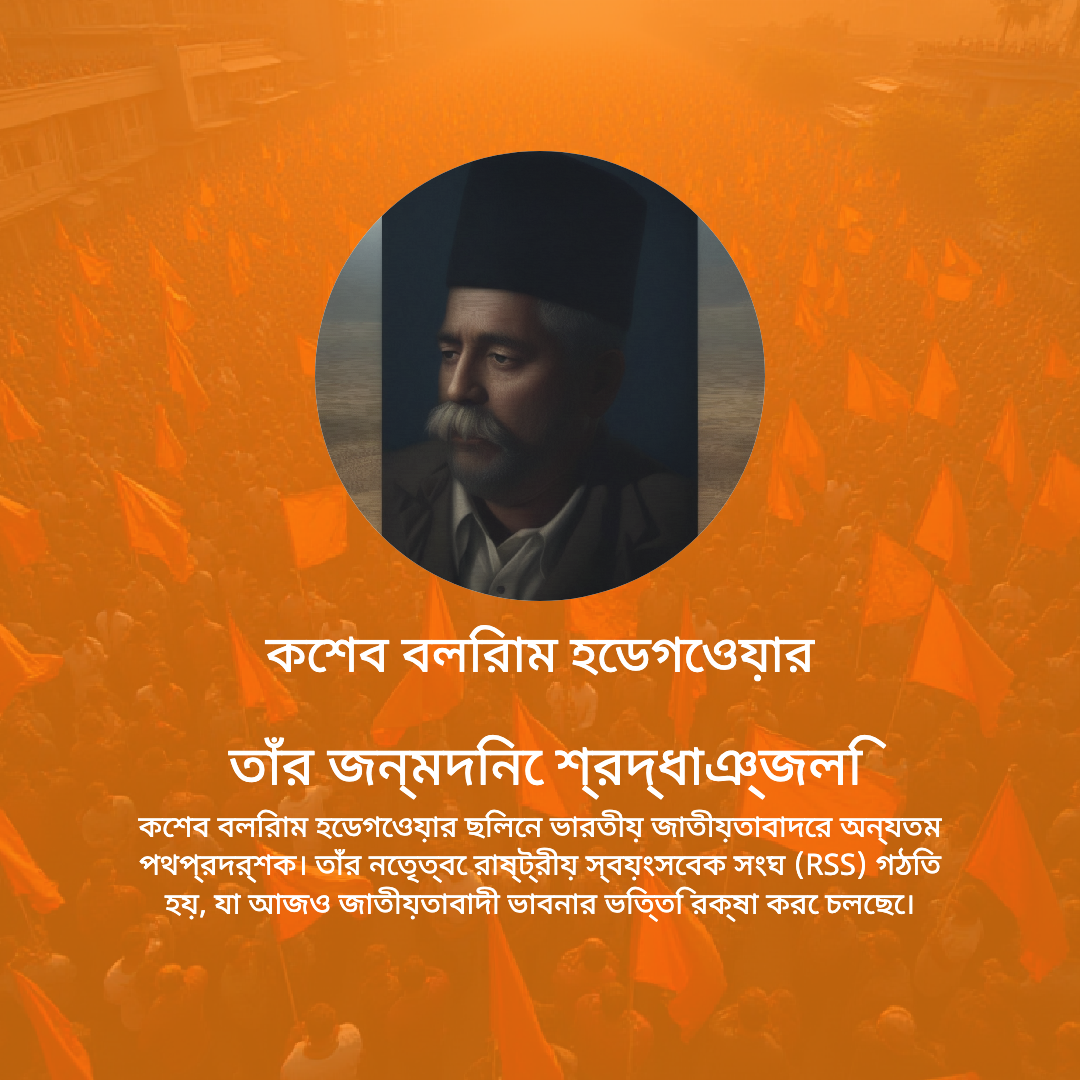 কশেব বলরিাম হডেগওেয়ার
তাঁর জন্‌মদনিে শ্‌রদ্‌ধাঞ্‌জলি
কশেব বলরিাম হডেগওেয়ার ছলিনে ভারতীয় জাতীয়তাবাদরে অন্‌যতম
পথপ্‌রদর্‌শক। তাঁর নতেৃত্‌বে রাষ্‌ট্‌রীয় স্‌বয়ংসবেক সংঘ (RSS) গঠতি
হয়, যা আজও জাতীয়তাবাদী ভাবনার ভতি্‌তি রক্‌ষা করে চলছেে।